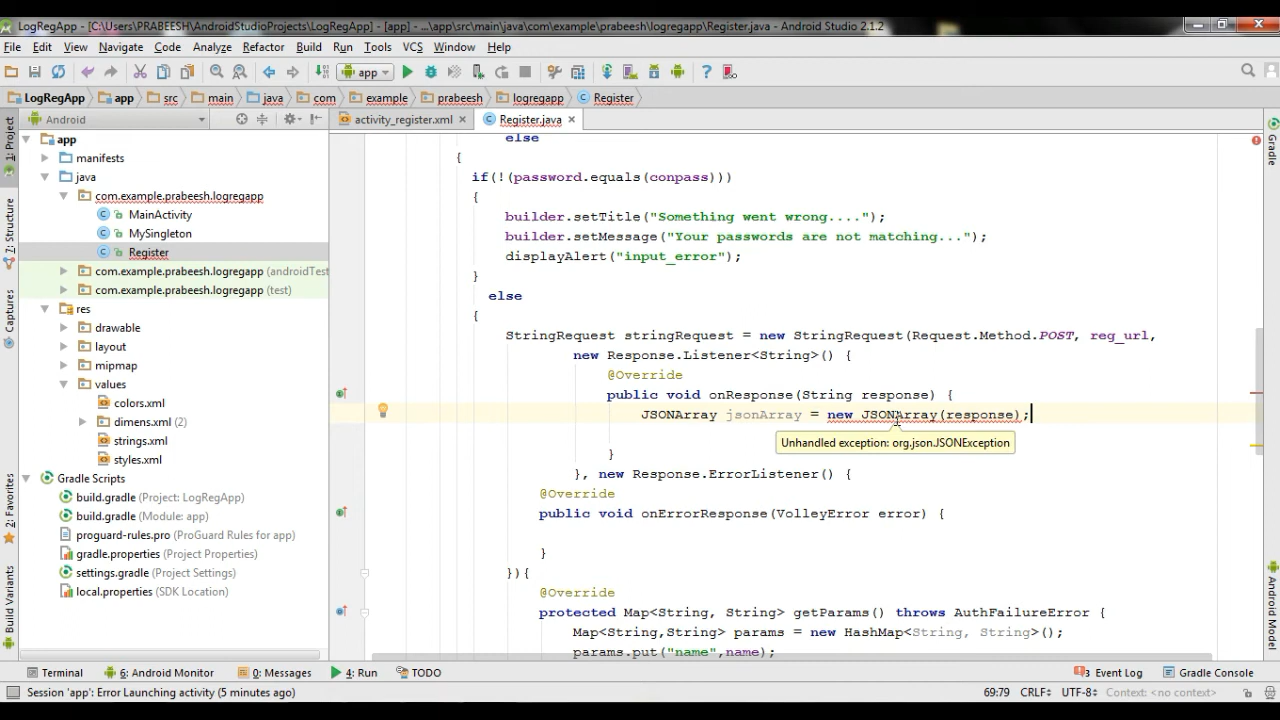 LogRegApp - [C:\Users\PRABEESH\AndroidStudioProjects\LogRegApp] - [app] - ...\app\src\main\java\com\example\prabeesh\logregapp\Register.java - Android Studio 2.1.2
File Edit View Navigate Code Analyze Refactor Build Run Tools VCS Window Help
app
LogRegApp app src main java com example prabeesh logregapp Register
Android
activity_register.xml Register.java
1: Project
7: Structure
Captures
2: Favorites
Build Variants
app
manifests
java
com.example.prabeesh.logregapp
MainActivity
MySingleton
Register
com.example.prabeesh.logregapp (androidTest
com.example.prabeesh.logregapp (test)
res
drawable
layout
mipmap
values
colors.xml
dimens.xml (2)
strings.xml
styles.xml
Gradle Scripts
build.gradle (Project: LogRegApp)
build.gradle (Module: app)
proguard-rules.pro (ProGuard Rules for app)
gradle.properties (Project Properties)
settings.gradle (Project Settings)
local.properties (SDK Location)
else
{
if(!(password.equals(conpass)))
{
builder.setTitle("Something went wrong....");
builder.setMessage("Your passwords are not matching...");
displayAlert("input_error");
}
else
{
StringRequest stringRequest = new StringRequest(Request.Method.POST, reg_url,
new Response.Listener<String>() {
@Override
public void onResponse(String response) {
JSONArray jsonArray = new JSONArray(response);
Unhandled exception: org.json.JSONException
}
}, new Response.ErrorListener() {
@Override
public void onErrorResponse(VolleyError error) {
}
}){
@Override
protected Map<String, String> getParams() throws AuthFailureError {
Map<String,String> params = new HashMap<String, String>();
params.put("name",name);
Gradle
Android Model
Terminal 6: Android Monitor 0: Messages 4: Run TODO Event Log Gradle Console
Session 'app': Error Launching activity (5 minutes ago) 69:79 CRLF UTF-8 Context: <no context>